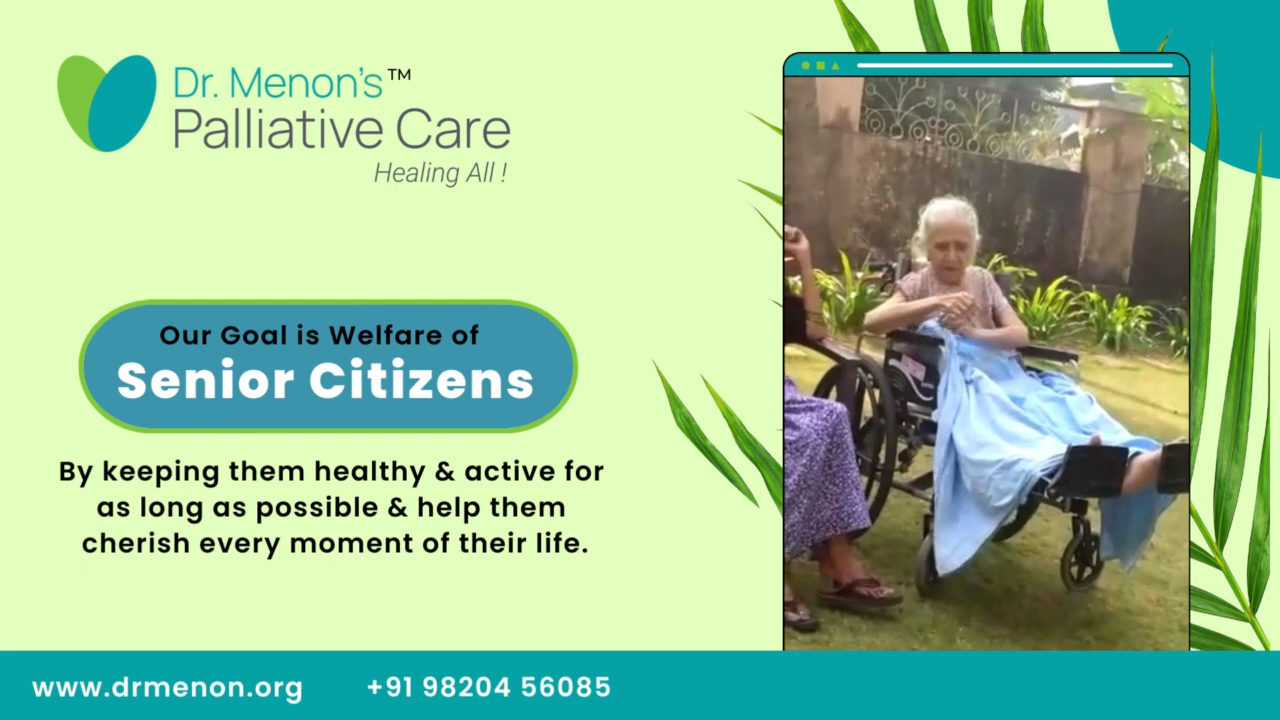 Dr. Menon's™
Palliative Care
Healing All !
Our Goal is Welfare of
Senior Citizens
By keeping them healthy & active for
as long as possible & help them
cherish every moment of their life.
www.drmenon.org +91 98204 56085